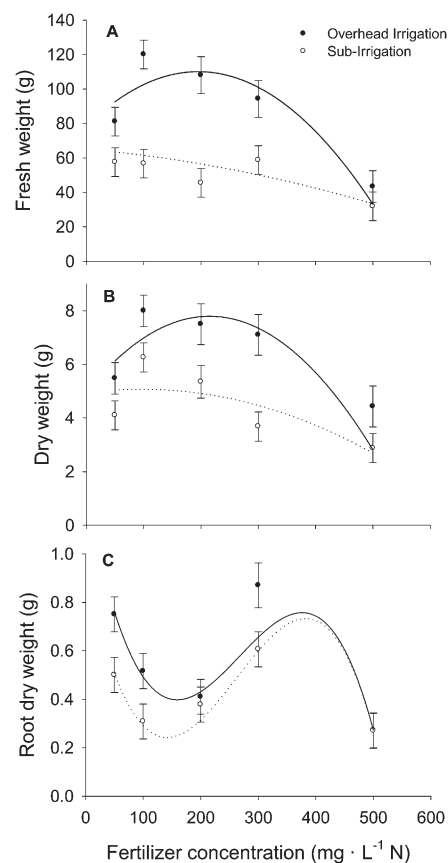 A
Overhead Irrigation
Sub-Irrigation
140
120
100
80
60
40
20
0
Fresh weight (g)
B
8
6
4
2
0
Dry weight (g)
C
1.0
0.8
0.6
0.4
0.2
0.0
Root dry weight (g)
0 100 200 300 400 500 600
Fertilizer concentration (mg · L⁻¹ N)